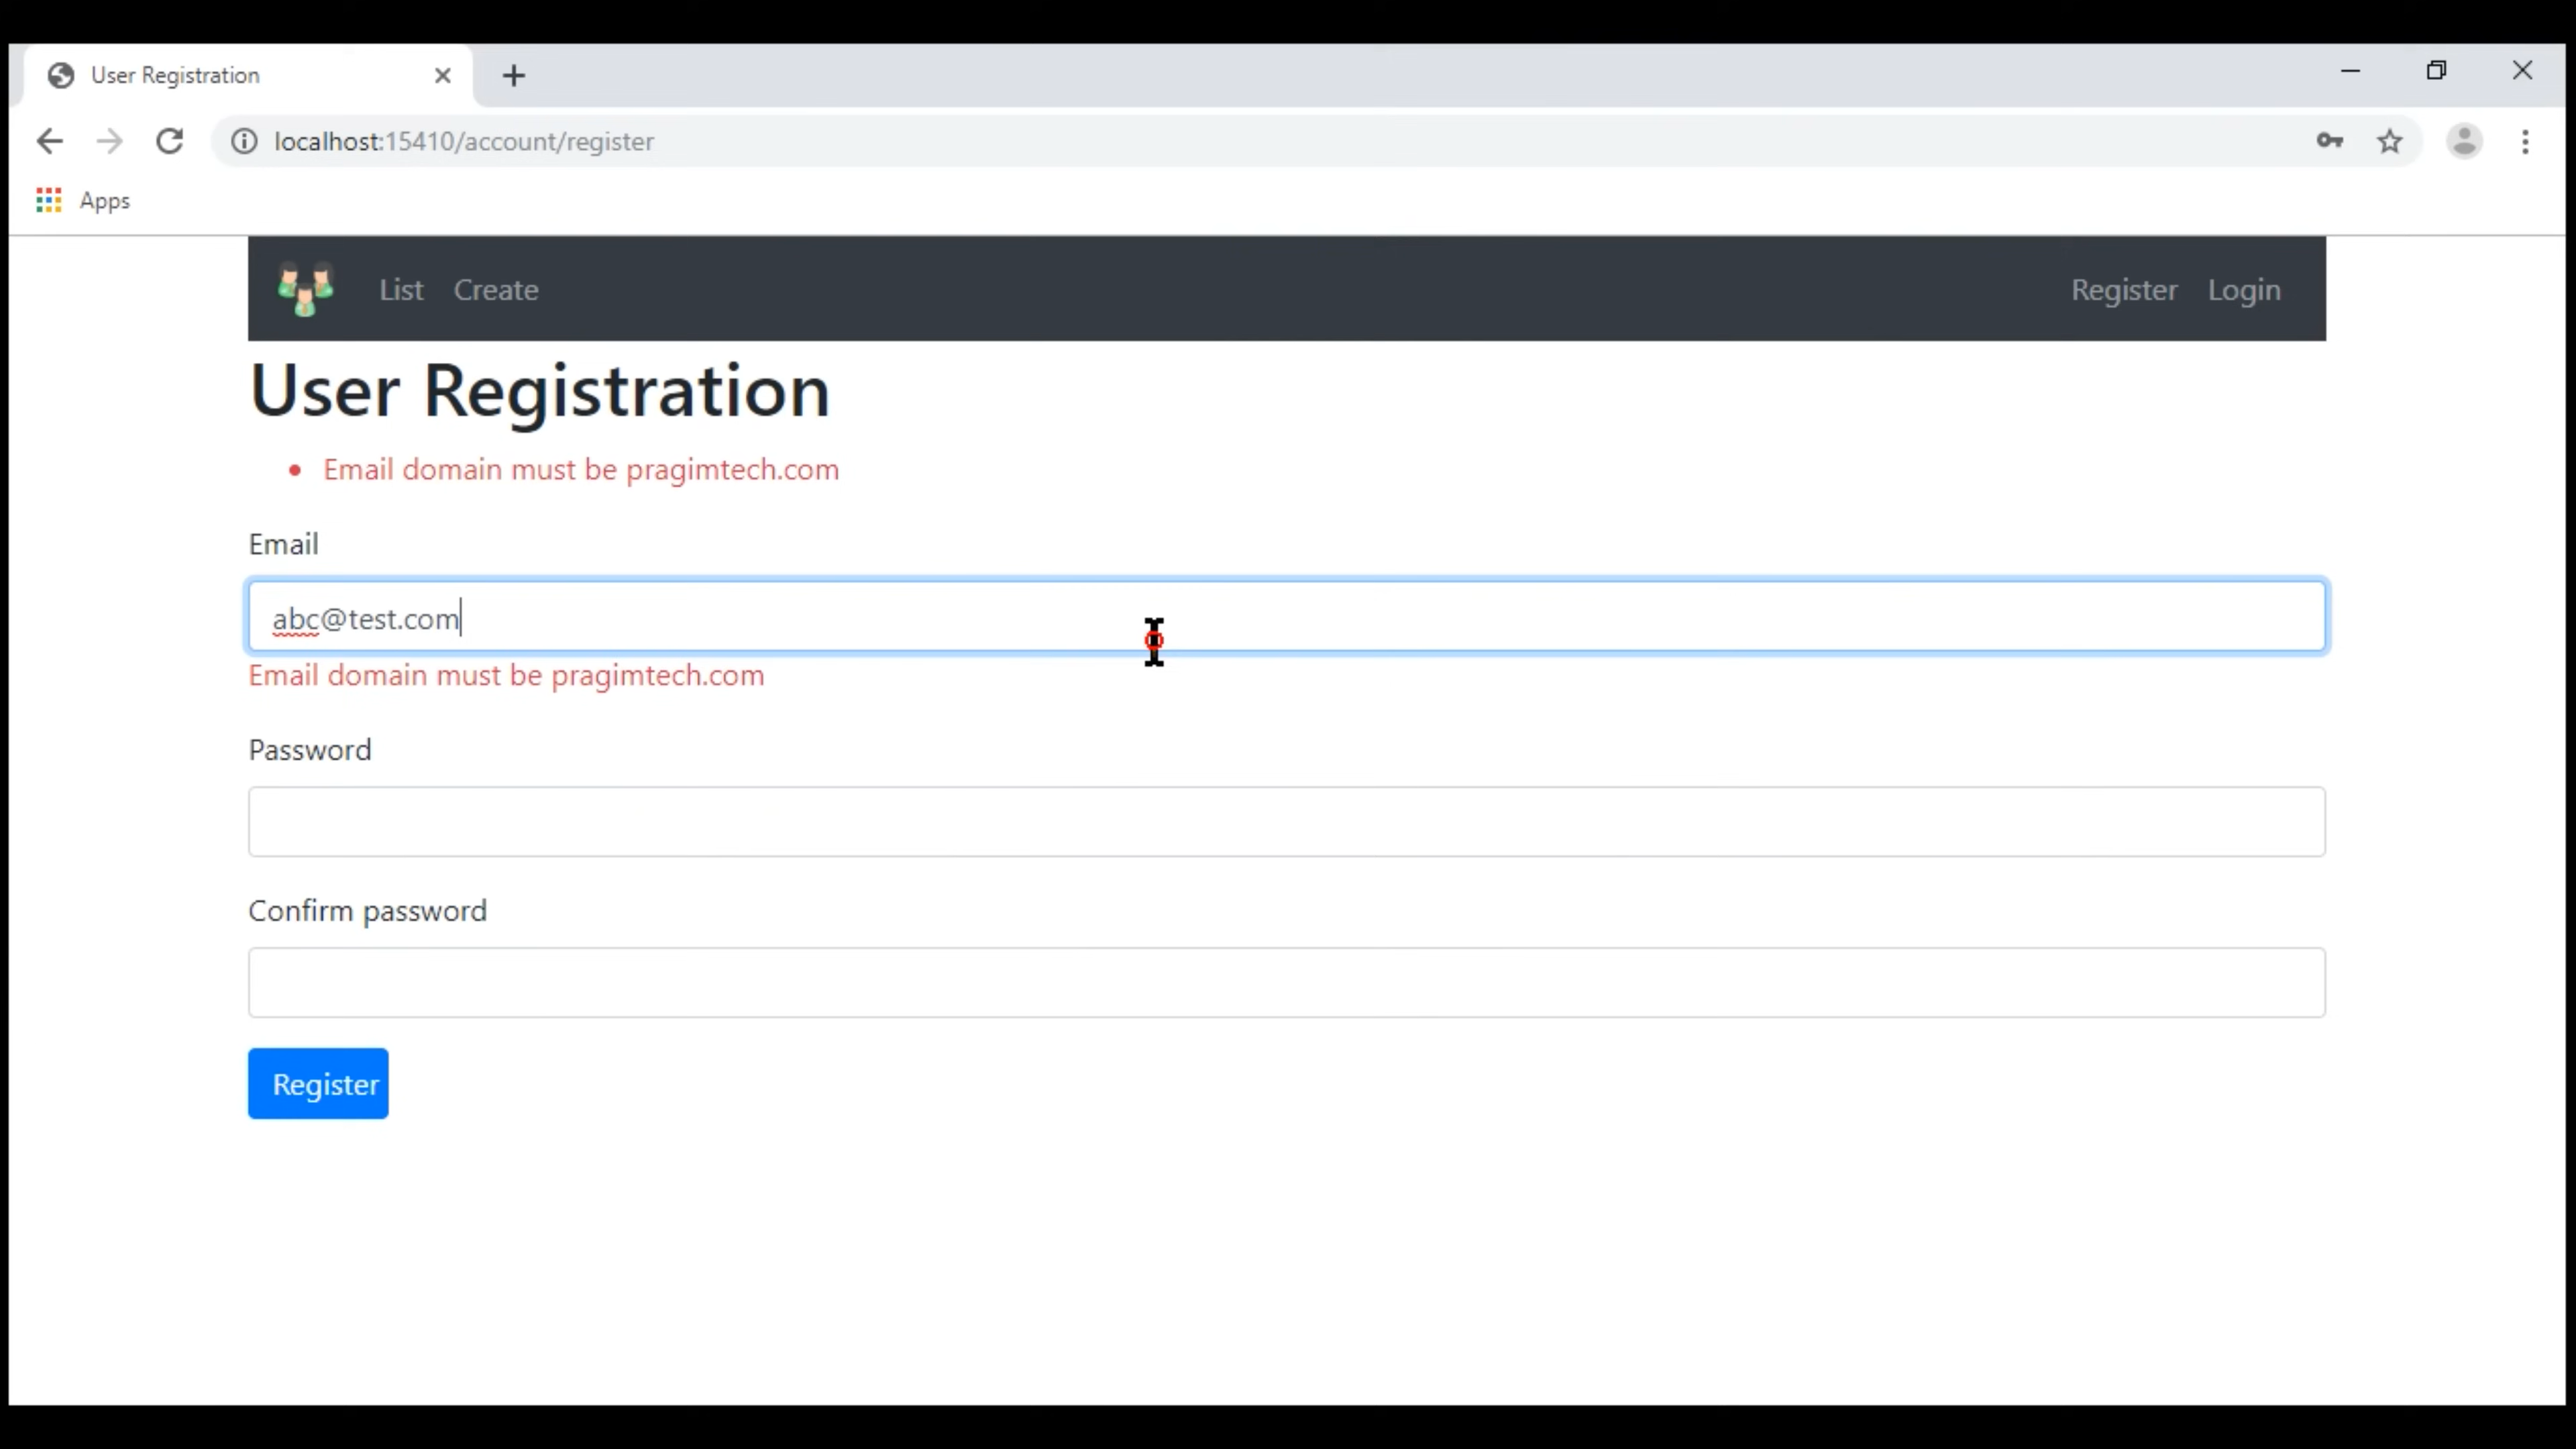 User Registration
localhost:15410/account/register
Apps
List Create Register Login
User Registration
Email domain must be pragimtech.com
Email
abc@test.com
Email domain must be pragimtech.com
Password
Confirm password
Register